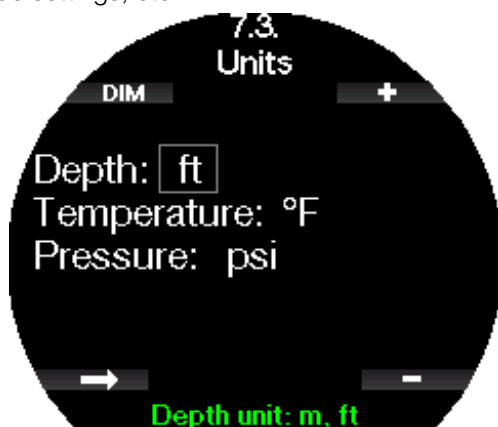 7.3.
Units
DIM +
Depth: ft
Temperature: °F
Pressure: psi
→ -
Depth unit: m, ft